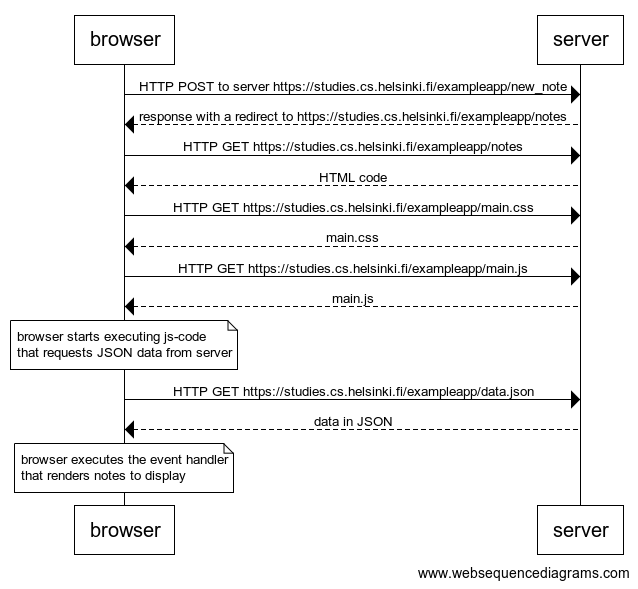 browser
server
HTTP POST to server https://studies.cs.helsinki.fi/exampleapp/new_note
response with a redirect to https://studies.cs.helsinki.fi/exampleapp/notes
HTTP GET https://studies.cs.helsinki.fi/exampleapp/notes
HTML code
HTTP GET https://studies.cs.helsinki.fi/exampleapp/main.css
main.css
HTTP GET https://studies.cs.helsinki.fi/exampleapp/main.js
main.js
browser starts executing js-code
that requests JSON data from server
HTTP GET https://studies.cs.helsinki.fi/exampleapp/data.json
data in JSON
browser executes the event handler
that renders notes to display
browser
server
www.websequencediagrams.com